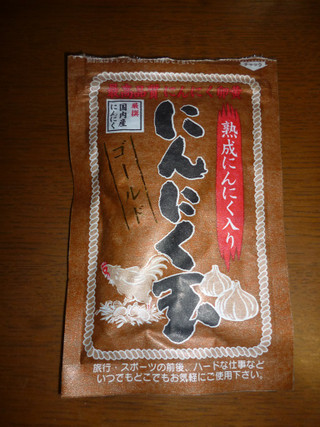 厳撰
国内産
にんにく
熟成にんにく入り
にんにく玉
ゴールド
旅行・スポーツの前後、ハードな仕事など
いつでもどこでもお気軽にご使用下さい。